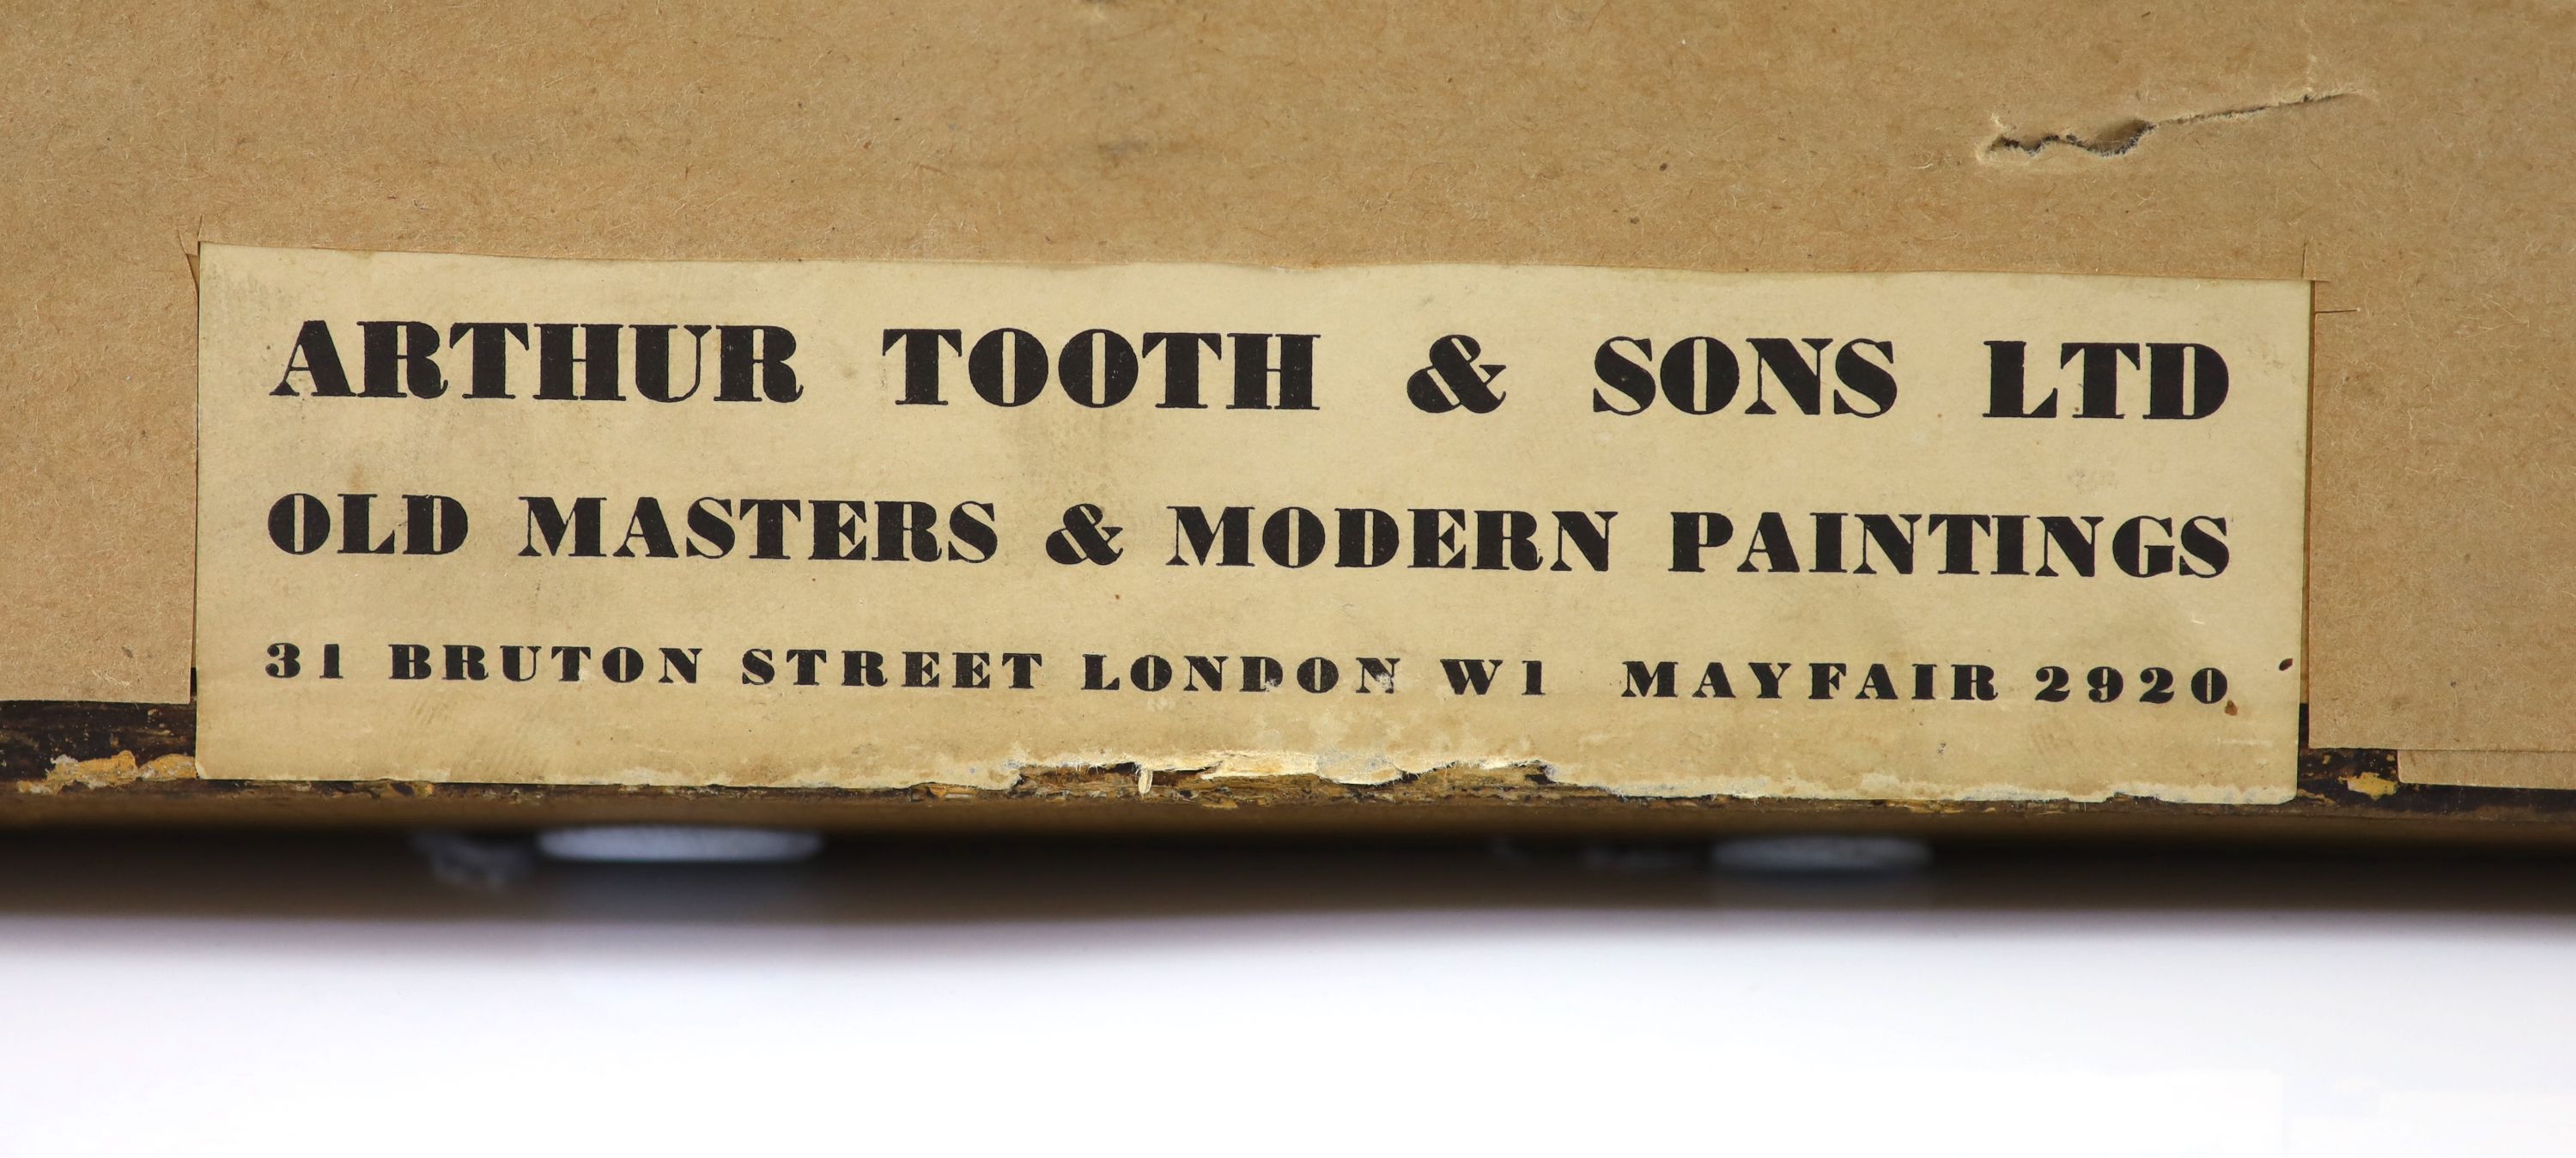 ARTHUR TOOTH & SONS LTD
OLD MASTERS & MODERN PAINTINGS
31 BRUTON STREET LONDON W1 MAYFAIR 2920